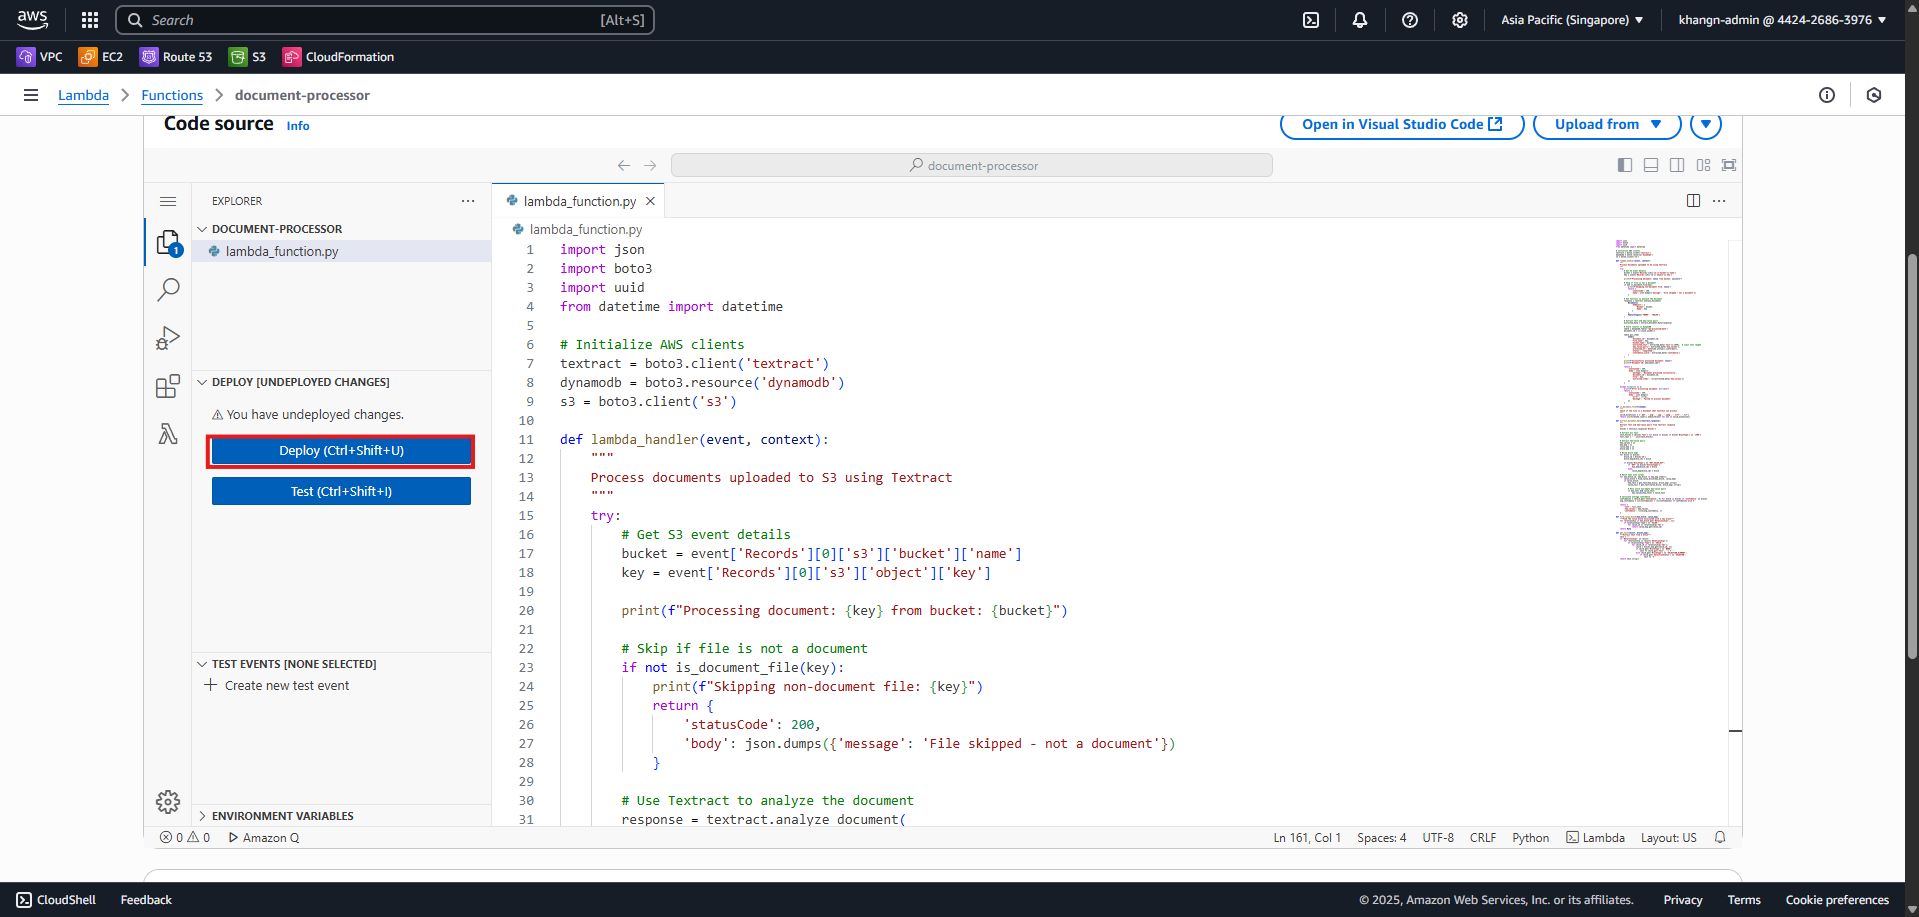 aws
Search [Alt+S]
Asia Pacific (Singapore) ▼
khangn-admin @ 4424-2686-3976 ▼
VPC
EC2
Route 53
S3
CloudFormation
Lambda > Functions > document-processor
Code source Info
Open in Visual Studio Code
Upload from ▼
document-processor
EXPLORER
DOCUMENT-PROCESSOR
lambda_function.py
1
DEPLOY [UNDEPLOYED CHANGES]
You have undeployed changes.
Deploy (Ctrl+Shift+U)
Test (Ctrl+Shift+I)
TEST EVENTS [NONE SELECTED]
Create new test event
ENVIRONMENT VARIABLES
lambda_function.py
lambda_function.py
1 import json
2 import boto3
3 import uuid
4 from datetime import datetime
5
6 # Initialize AWS clients
7 textract = boto3.client('textract')
8 dynamodb = boto3.resource('dynamodb')
9 s3 = boto3.client('s3')
10
11 def lambda_handler(event, context):
12 """
13 Process documents uploaded to S3 using Textract
14 """
15 try:
16 # Get S3 event details
17 bucket = event['Records'][0]['s3']['bucket']['name']
18 key = event['Records'][0]['s3']['object']['key']
19
20 print(f"Processing document: {key} from bucket: {bucket}")
21
22 # Skip if file is not a document
23 if not is_document_file(key):
24 print(f"Skipping non-document file: {key}")
25 return {
26 'statusCode': 200,
27 'body': json.dumps({'message': 'File skipped - not a document'})
28 }
29
30 # Use Textract to analyze the document
31 response = textract.analyze_document(
0 0 Amazon Q
Ln 161, Col 1 Spaces: 4 UTF-8 CRLF Python Lambda Layout: US
CloudShell Feedback
© 2025, Amazon Web Services, Inc. or its affiliates. Privacy Terms Cookie preferences